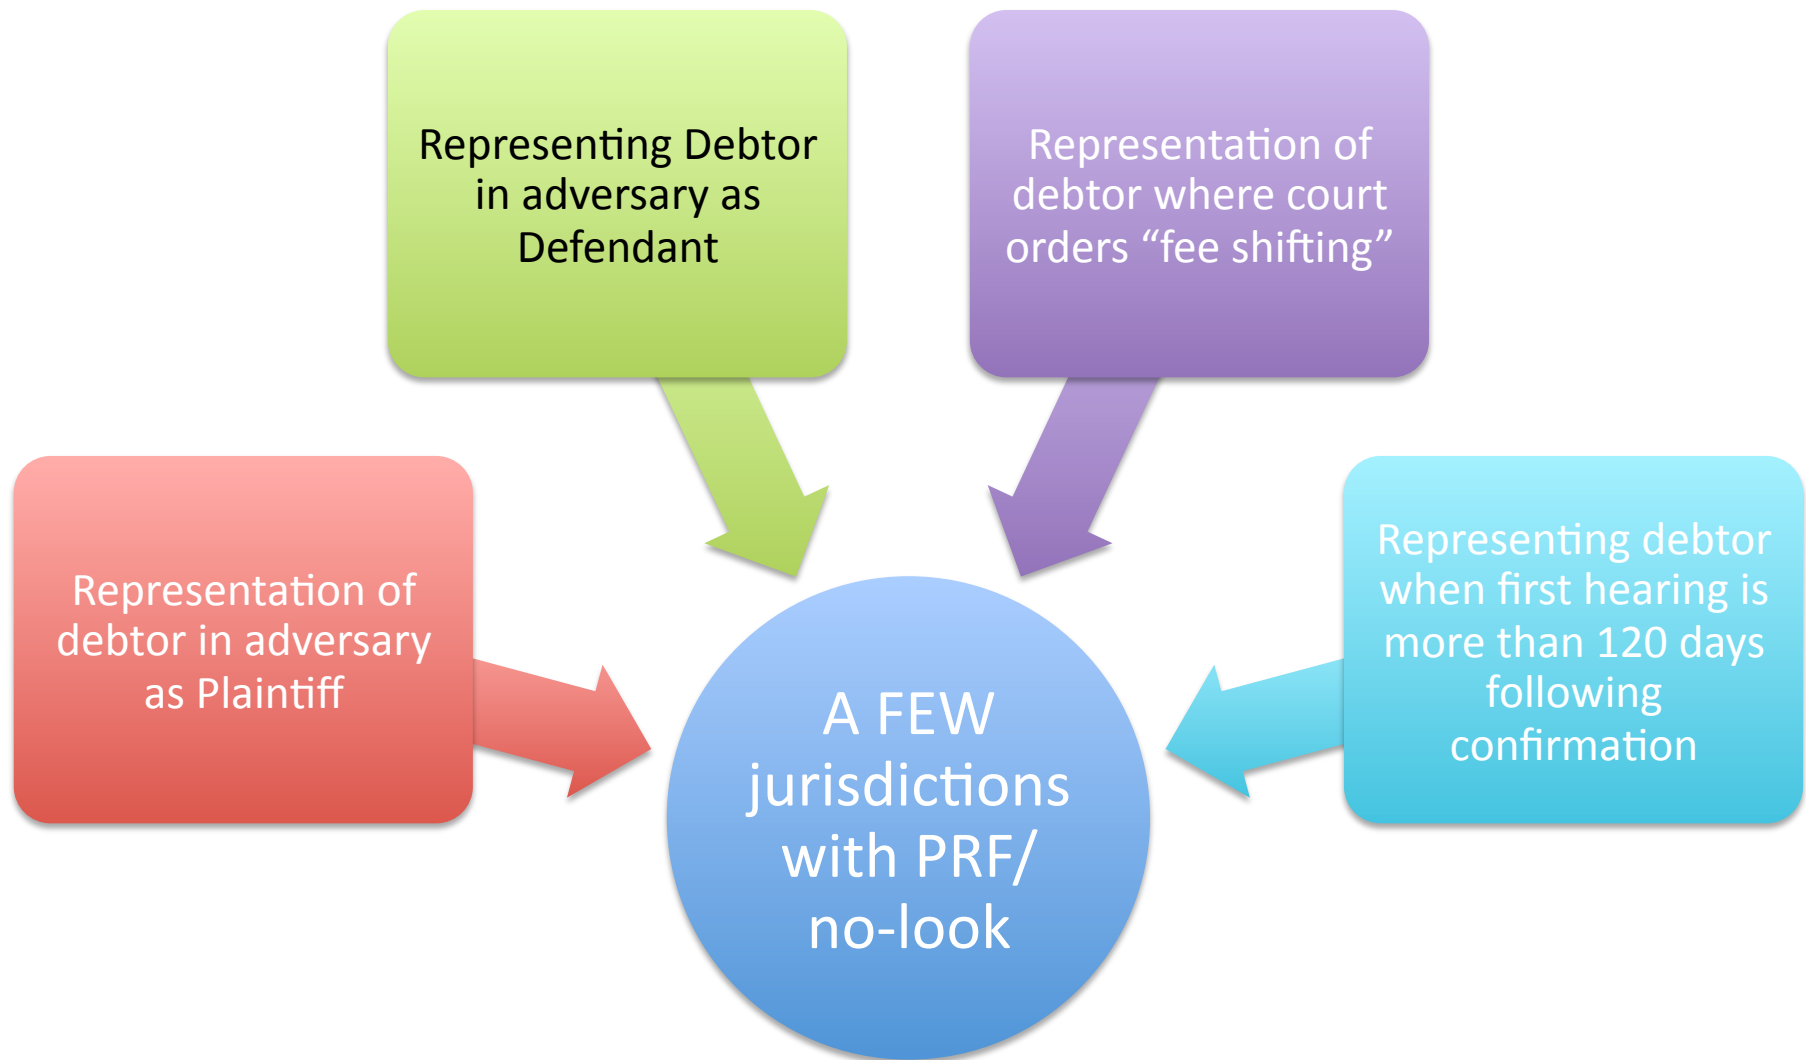 Representing Debtor
in adversary as
Defendant
Representation of
debtor where court
orders “fee shifting”
Representation of
debtor in adversary
as Plaintiff
Representing debtor
when first hearing is
more than 120 days
following
confirmation
A FEW
jurisdictions
with PRF/
no-look